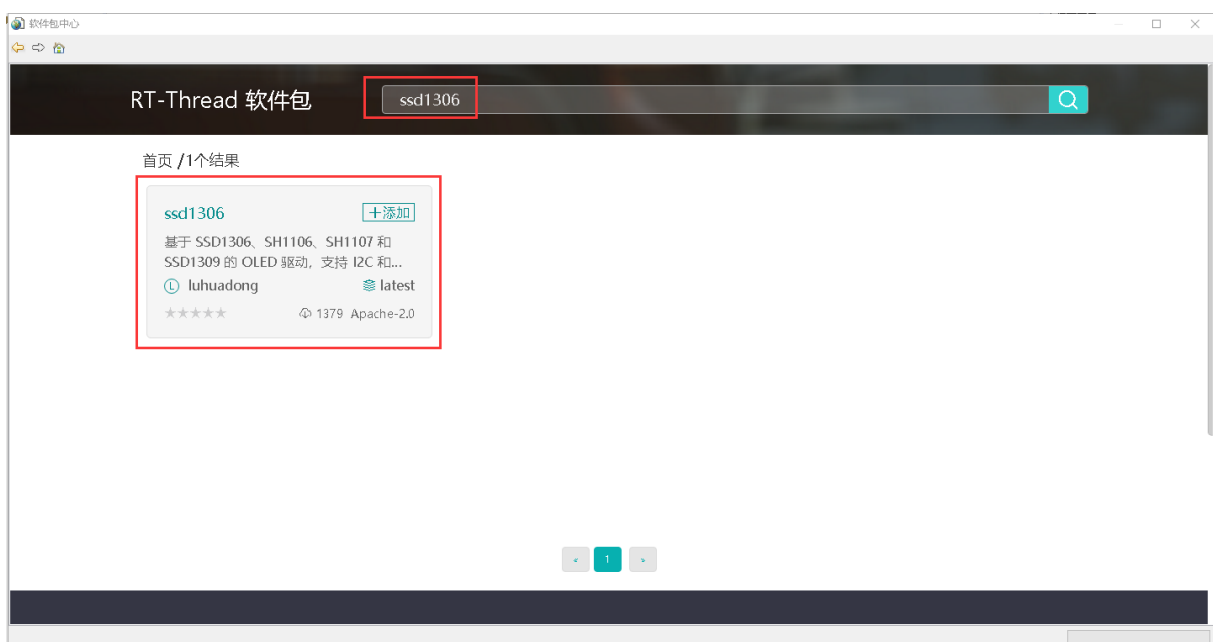 软件包中心
RT-Thread 软件包
ssd1306
首页 /1个结果
ssd1306
+添加
基于 SSD1306、SH1106、SH1107 和
SSD1309 的 OLED 驱动，支持 I2C 和...
L luhuadong
latest
1379 Apache-2.0
« 1 »